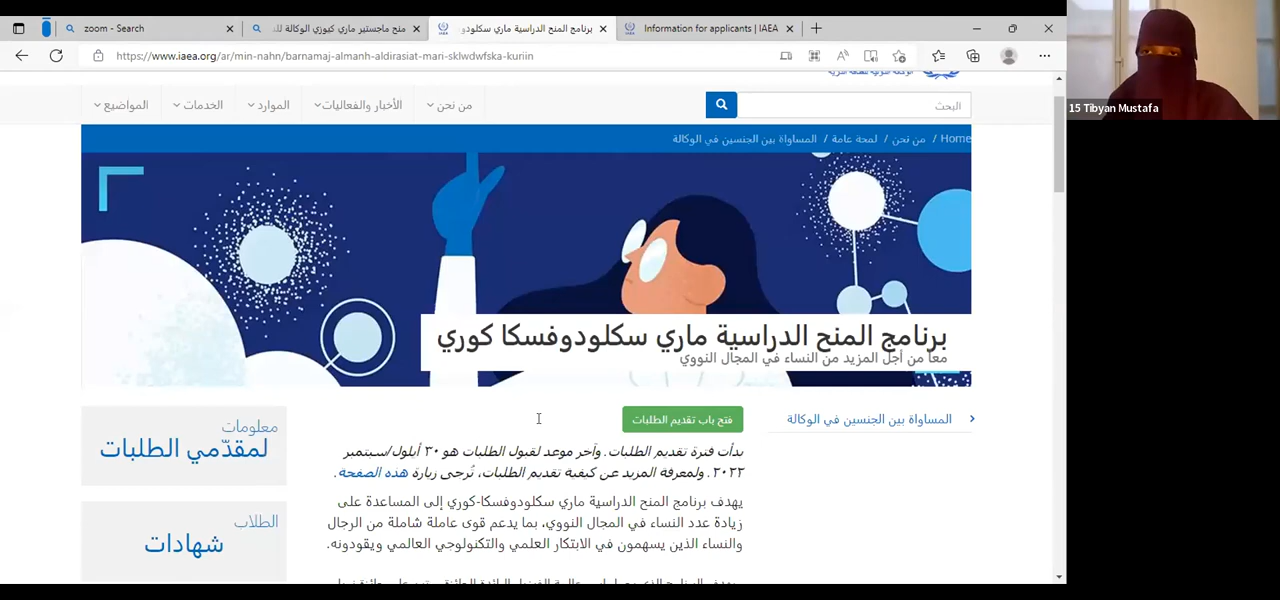 zoom - Search
منح ماجستير ماري كيوري الوكالة لل
برنامج المنح الدراسية ماري سكلودو
Information for applicants | IAEA
https://www.iaea.org/ar/min-nahn/barnamaj-almanh-aldirasiat-mari-sklwdwfska-kuriin
15 Tibyan Mustafa
من نحن
الأخبار والفعاليات
الموارد
الخدمات
المواضيع
البحث
Home / من نحن / لمحة عامة / المساواة بين الجنسين في الوكالة
برنامج المنح الدراسية ماري سكلودوفسكا كوري
معاً من أجل المزيد من النساء في المجال النووي
المساواة بين الجنسين في الوكالة
فتح باب تقديم الطلبات
بدأت فترة تقديم الطلبات. وآخر موعد لقبول الطلبات هو ٣٠ أيلول/سبتمبر
٢٠٢٢. ولمعرفة المزيد عن كيفية تقديم الطلبات، تُرجى زيارة هذه الصفحة.
يهدف برنامج المنح الدراسية ماري سكلودوفسكا-كوري إلى المساعدة على
زيادة عدد النساء في المجال النووي، بما يدعم قوى عاملة شاملة من الرجال
والنساء الذين يسهمون في الابتكار العلمي والتكنولوجي العالمي ويقودونه.
معلومات
لمقدّمي الطلبات
الطلاب
شهادات